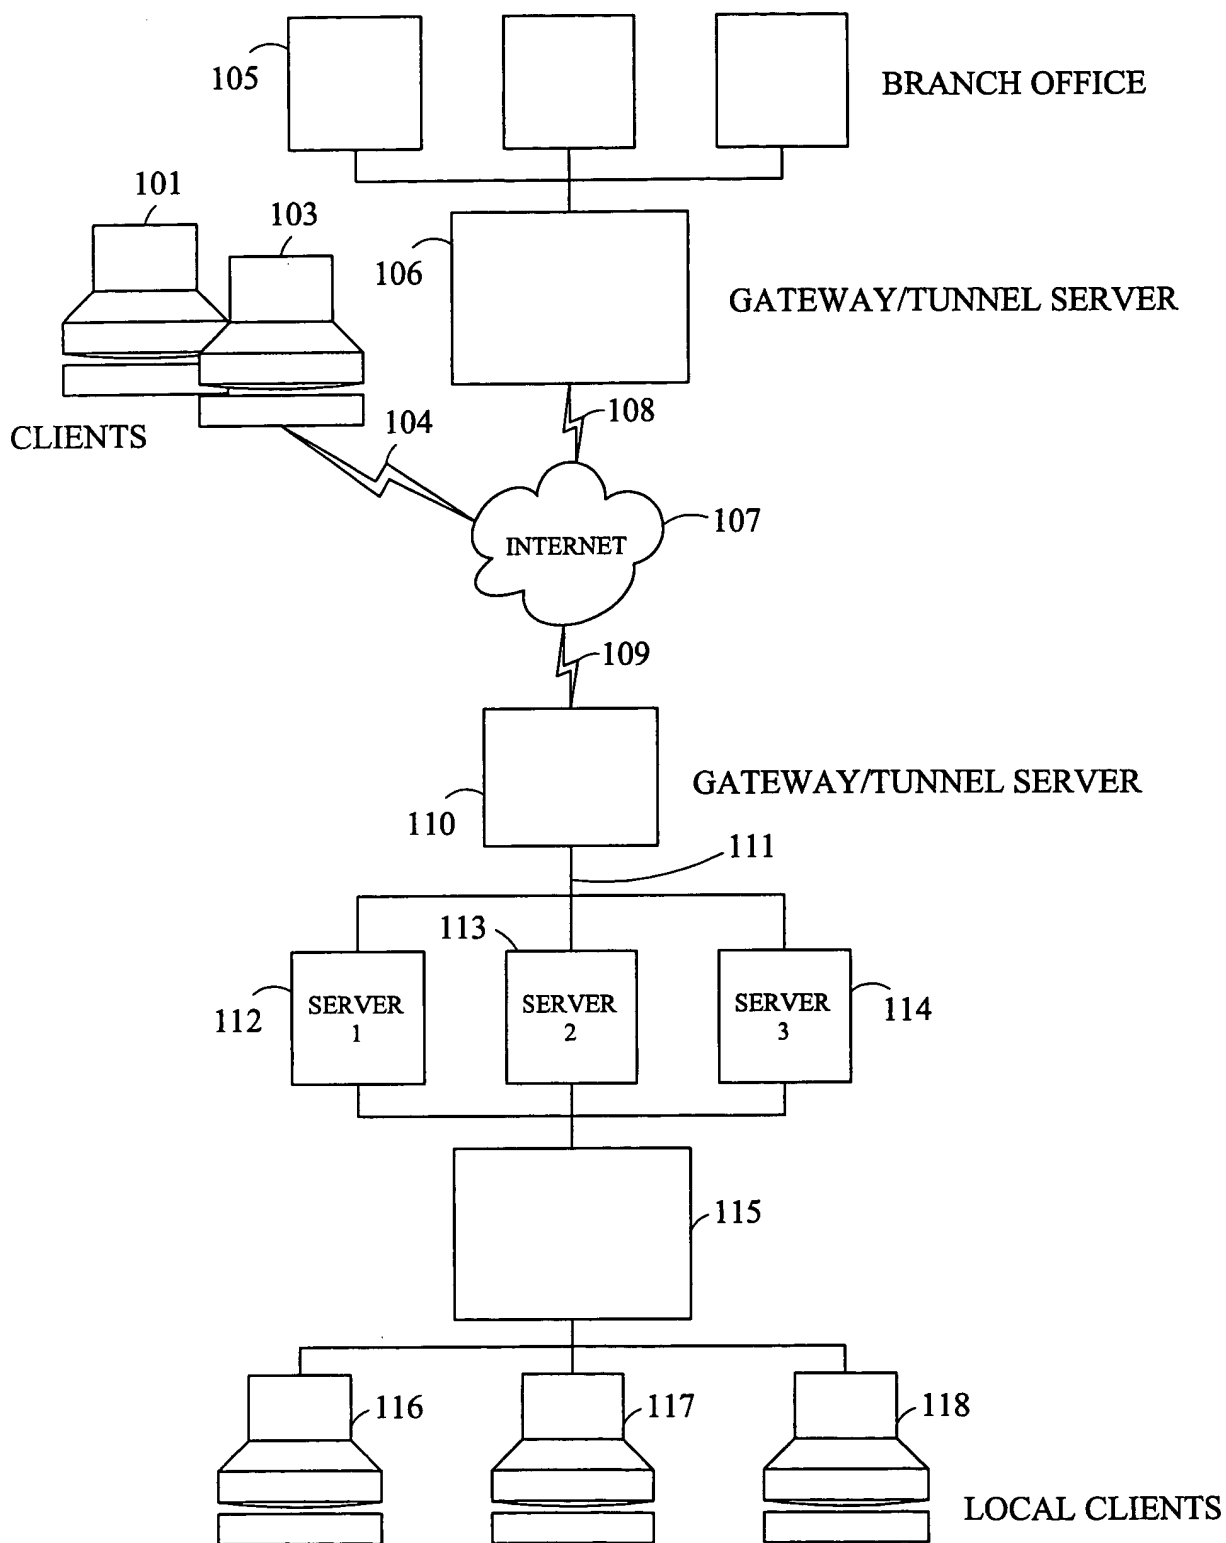 105
BRANCH OFFICE
101
103
106
GATEWAY/TUNNEL SERVER
108
104
CLIENTS
107
INTERNET
109
GATEWAY/TUNNEL SERVER
110
111
113
112
SERVER
1
SERVER
2
SERVER
3
114
115
116
117
118
LOCAL CLIENTS